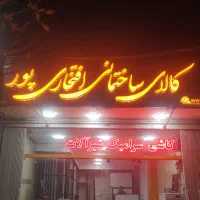 کالای ساختمانی افتخاری پور
کاشی سرامیک شیرآلات